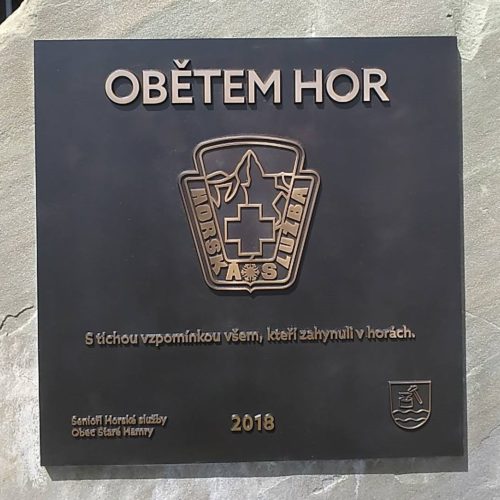 OBĚTEM HOR
HORSKÁ SLUŽBA
S tichou vzpomínkou všem, kteří zahynuli v horách.
Senioři Horské služby
Obec Staré Hamry
2018